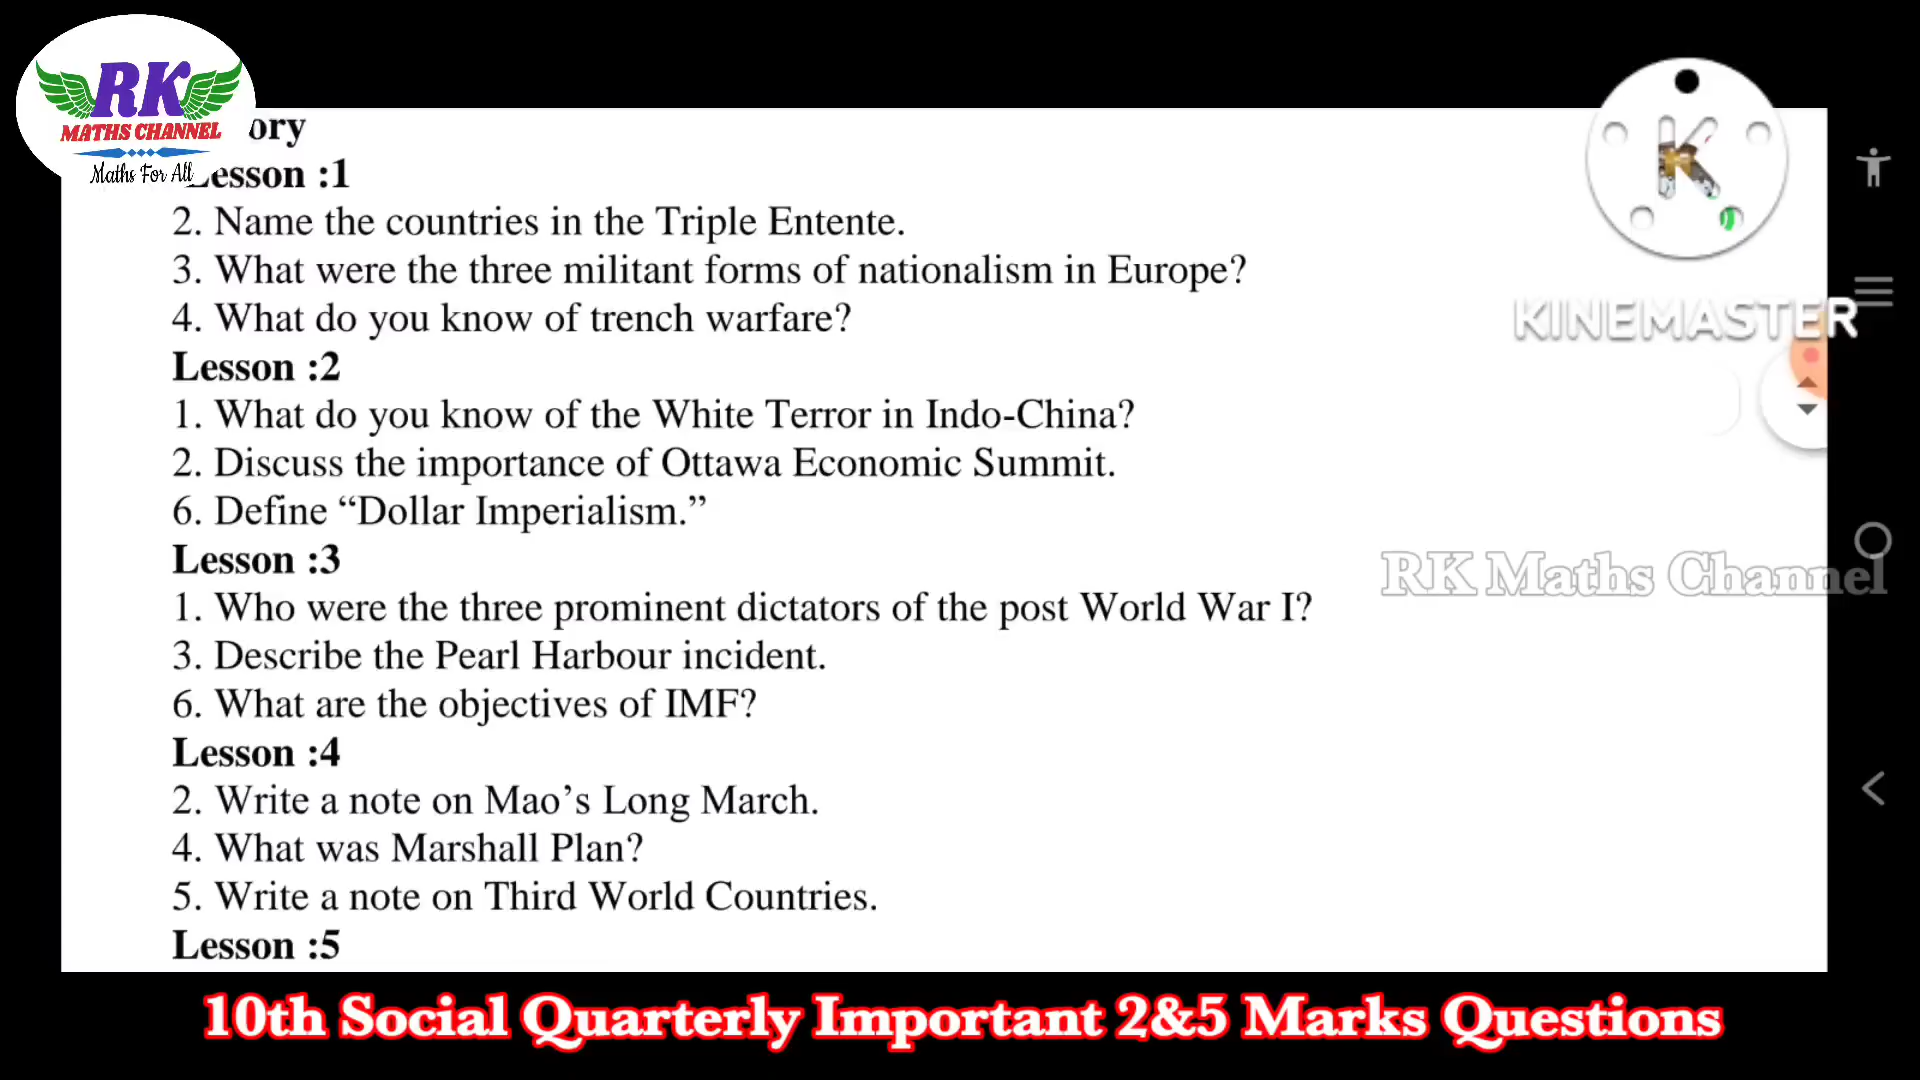 RK
MATHS CHANNEL
Maths For All
ory
Lesson :1
2. Name the countries in the Triple Entente.
3. What were the three militant forms of nationalism in Europe?
4. What do you know of trench warfare?
Lesson :2
1. What do you know of the White Terror in Indo-China?
2. Discuss the importance of Ottawa Economic Summit.
6. Define “Dollar Imperialism.”
Lesson :3
1. Who were the three prominent dictators of the post World War I?
3. Describe the Pearl Harbour incident.
6. What are the objectives of IMF?
Lesson :4
2. Write a note on Mao’s Long March.
4. What was Marshall Plan?
5. Write a note on Third World Countries.
Lesson :5
K
KINEMASTER
RK Maths Channel
10th Social Quarterly Important 2&5 Marks Questions